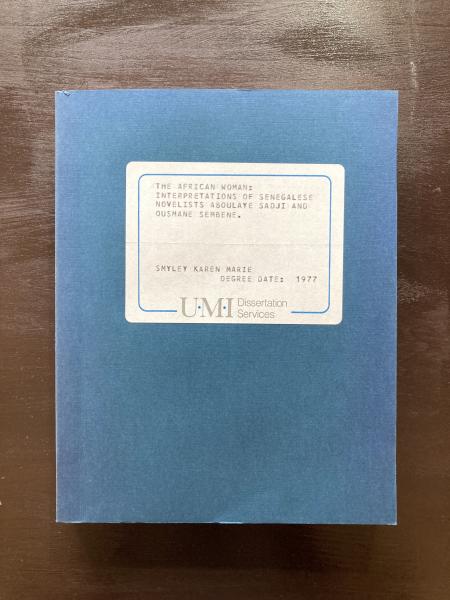 THE AFRICAN WOMAN:
INTERPRETATIONS OF SENEGALESE
NOVELISTS ABOULAYE SADJI AND
OUSMANE SEMBENE.
SMYLEY KAREN MARIE
DEGREE DATE: 1977
U·M·I Dissertation
Services